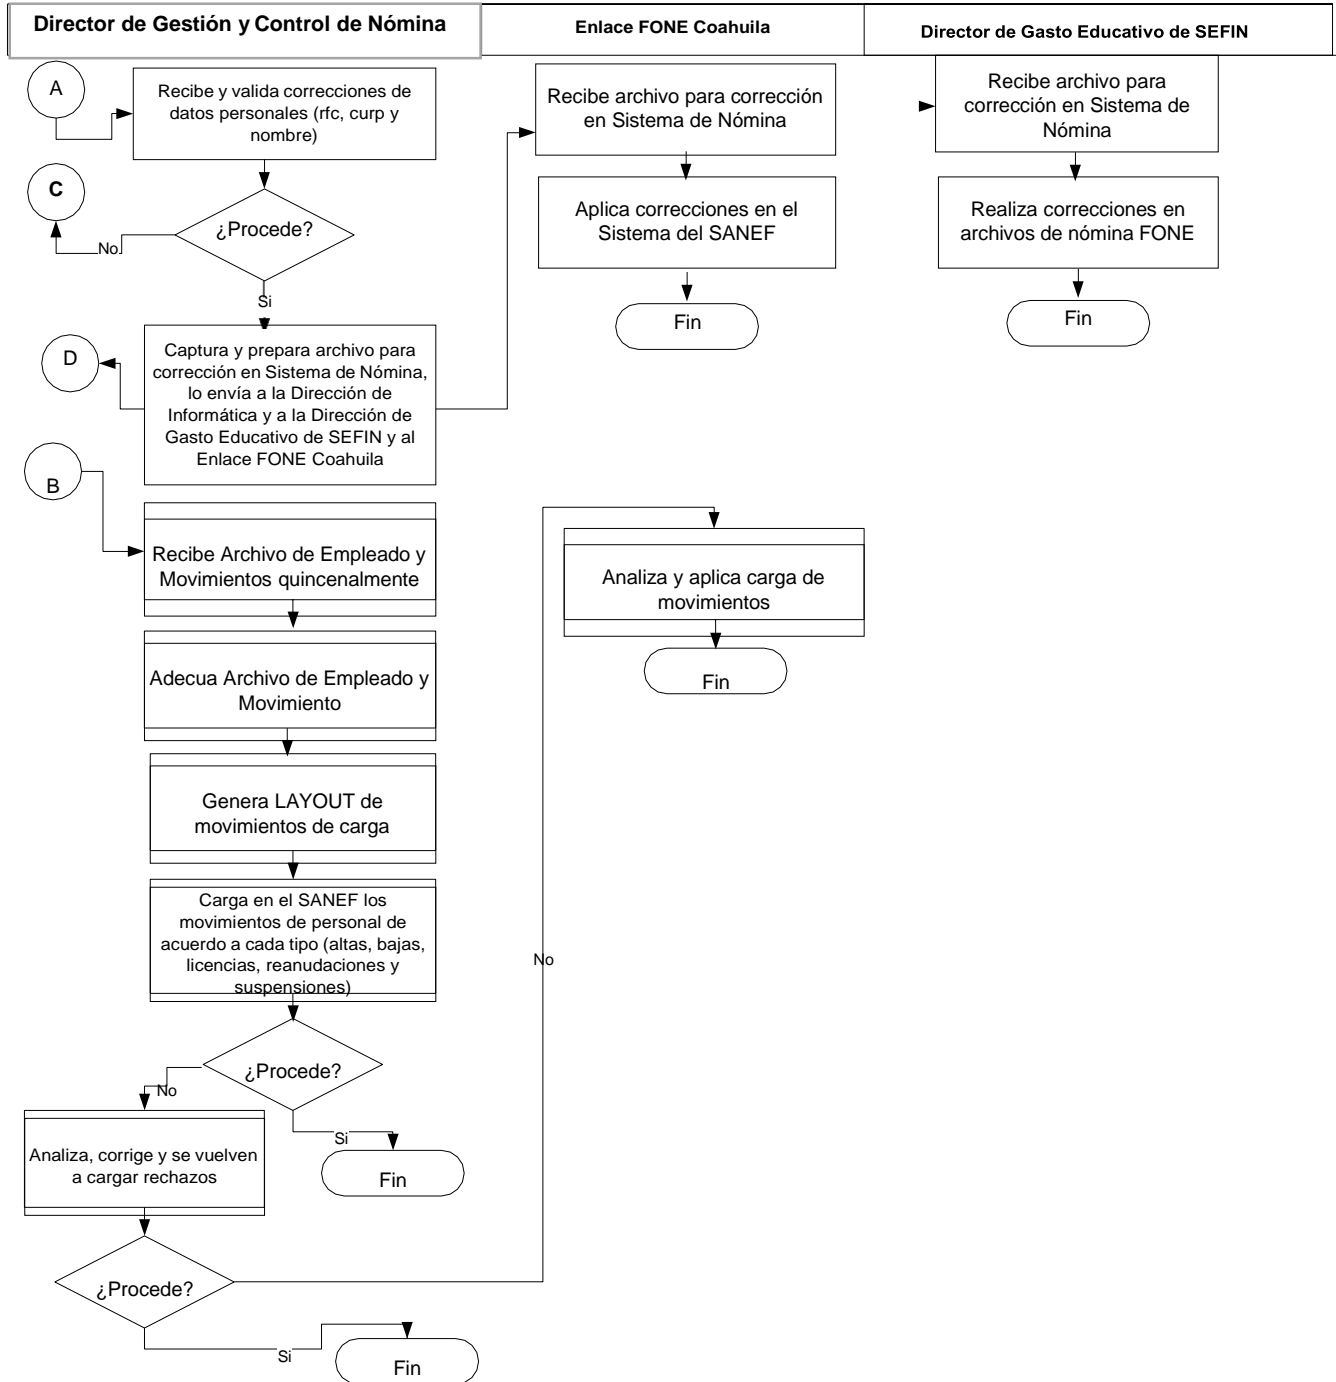 Director de Gestión y Control de Nómina
Enlace FONE Coahuila
Director de Gasto Educativo de SEFIN
A
Recibe y valida correcciones de
datos personales (rfc, curp y
nombre)
C
¿Procede?
No
Si
D
Captura y prepara archivo para
corrección en Sistema de Nómina,
lo envía a la Dirección de
Informática y a la Dirección de
Gasto Educativo de SEFIN y al
Enlace FONE Coahuila
B
Recibe Archivo de Empleado y
Movimientos quincenalmente
Adecua Archivo de Empleado y
Movimiento
Genera LAYOUT de
movimientos de carga
Carga en el SANEF los
movimientos de personal de
acuerdo a cada tipo (altas, bajas,
licencias, reanudaciones y
suspensiones)
¿Procede?
No
Si
Fin
Analiza, corrige y se vuelven
a cargar rechazos
¿Procede?
Si
Fin
No
Recibe archivo para corrección
en Sistema de Nómina
Aplica correcciones en el
Sistema del SANEF
Fin
Analiza y aplica carga de
movimientos
Fin
Recibe archivo para
corrección en Sistema de
Nómina
Realiza correcciones en
archivos de nómina FONE
Fin